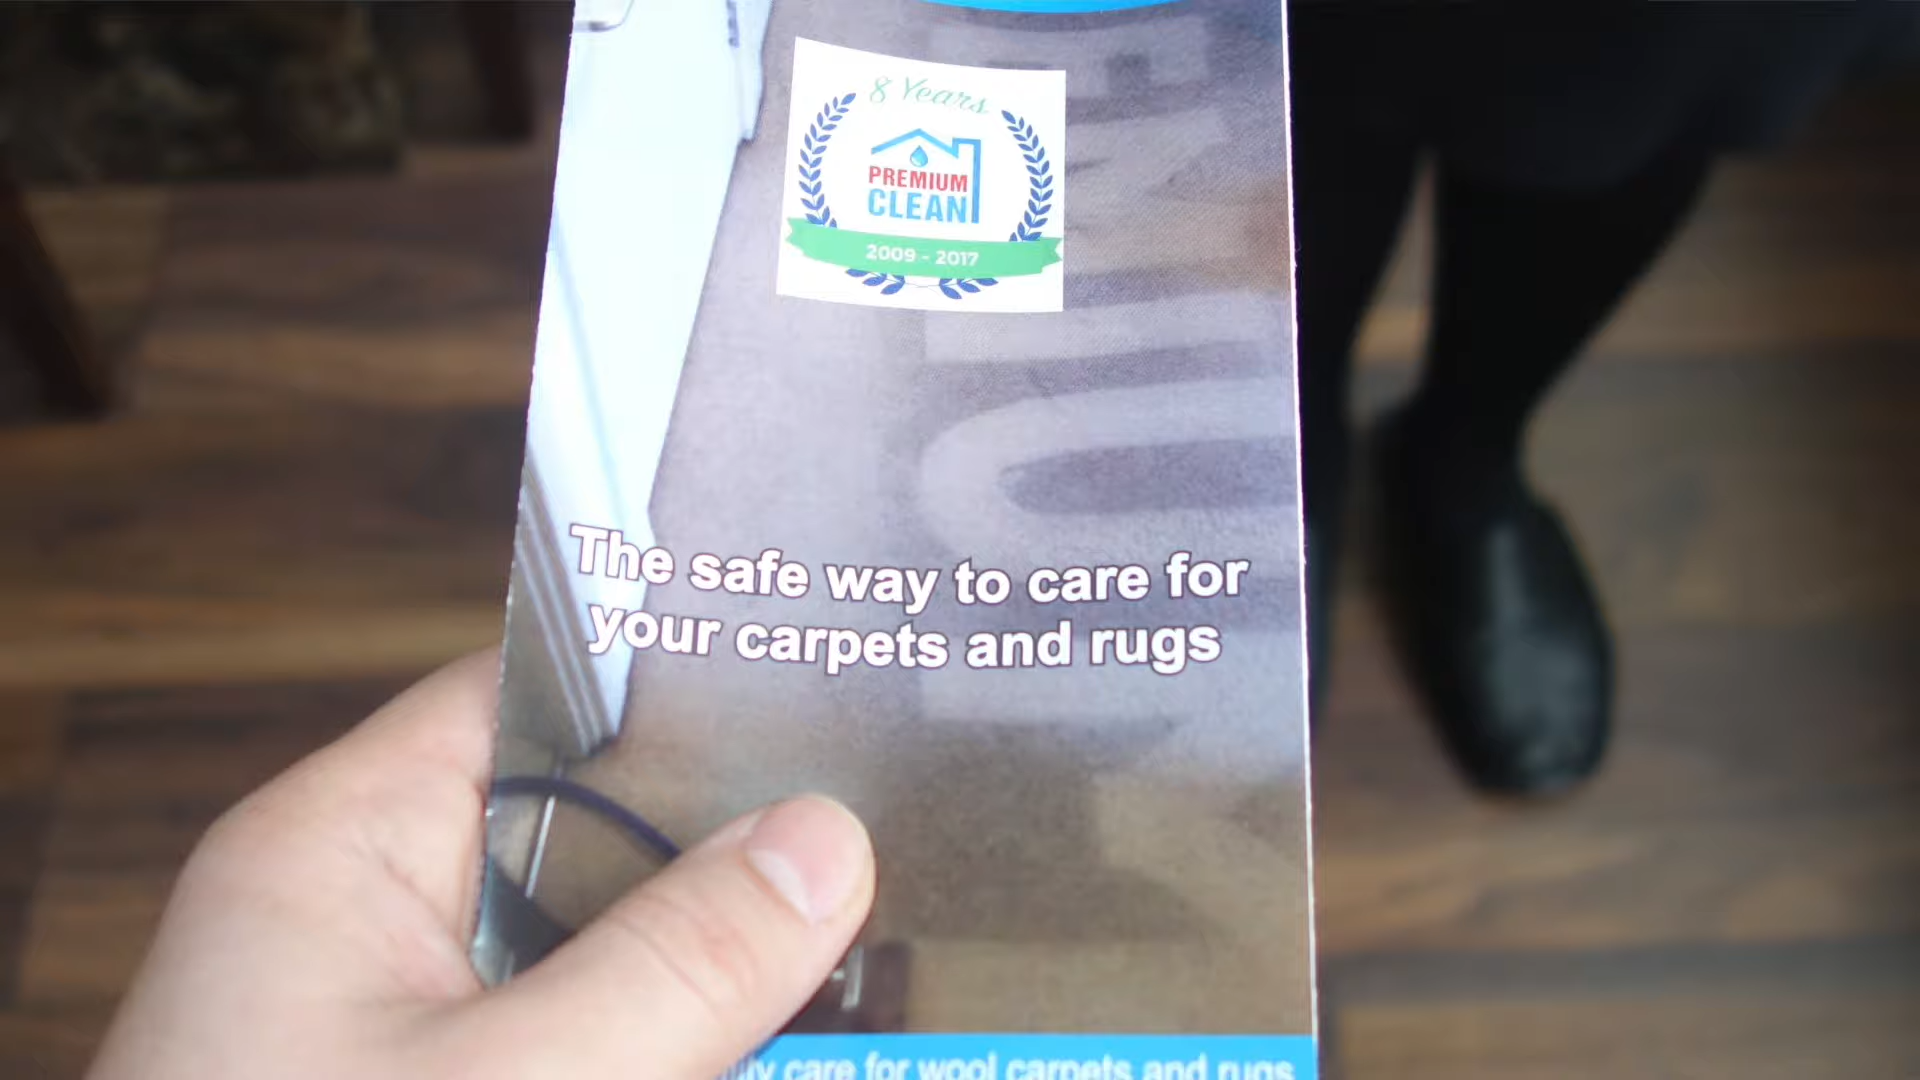 8 Years
PREMIUM
CLEAN
2009 - 2017
The safe way to care for
your carpets and rugs
care for wool carpets and rugs